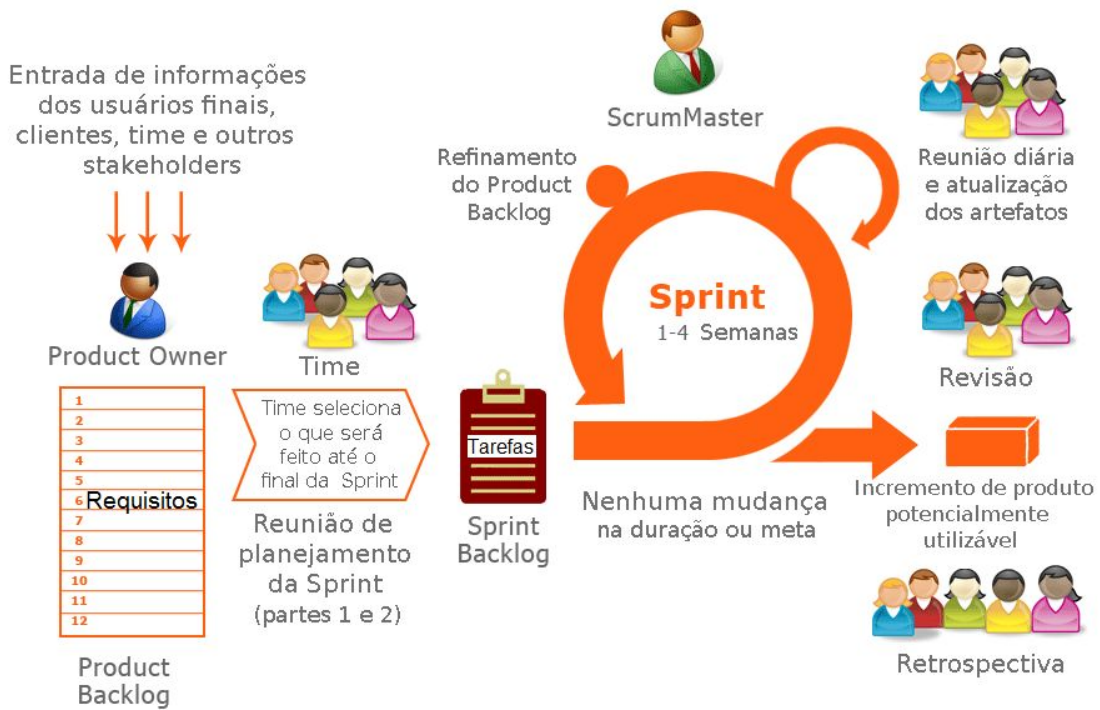 Entrada de informações
dos usuários finais,
clientes, time e outros
stakeholders
Product Owner
1
2
3
4
5
6 Requisitos
7
8
9
10
11
12
Product
Backlog
Time
Time seleciona
o que será
feito até o
final da Sprint
Reunião de
planejamento
da Sprint
(partes 1 e 2)
Tarefas
Sprint
Backlog
ScrumMaster
Refinamento
do Product
Backlog
Sprint
1-4 Semanas
Nenhuma mudança
na duração ou meta
Reunião diária
e atualização
dos artefatos
Revisão
Incremento de produto
potencialmente
utilizável
Retrospectiva